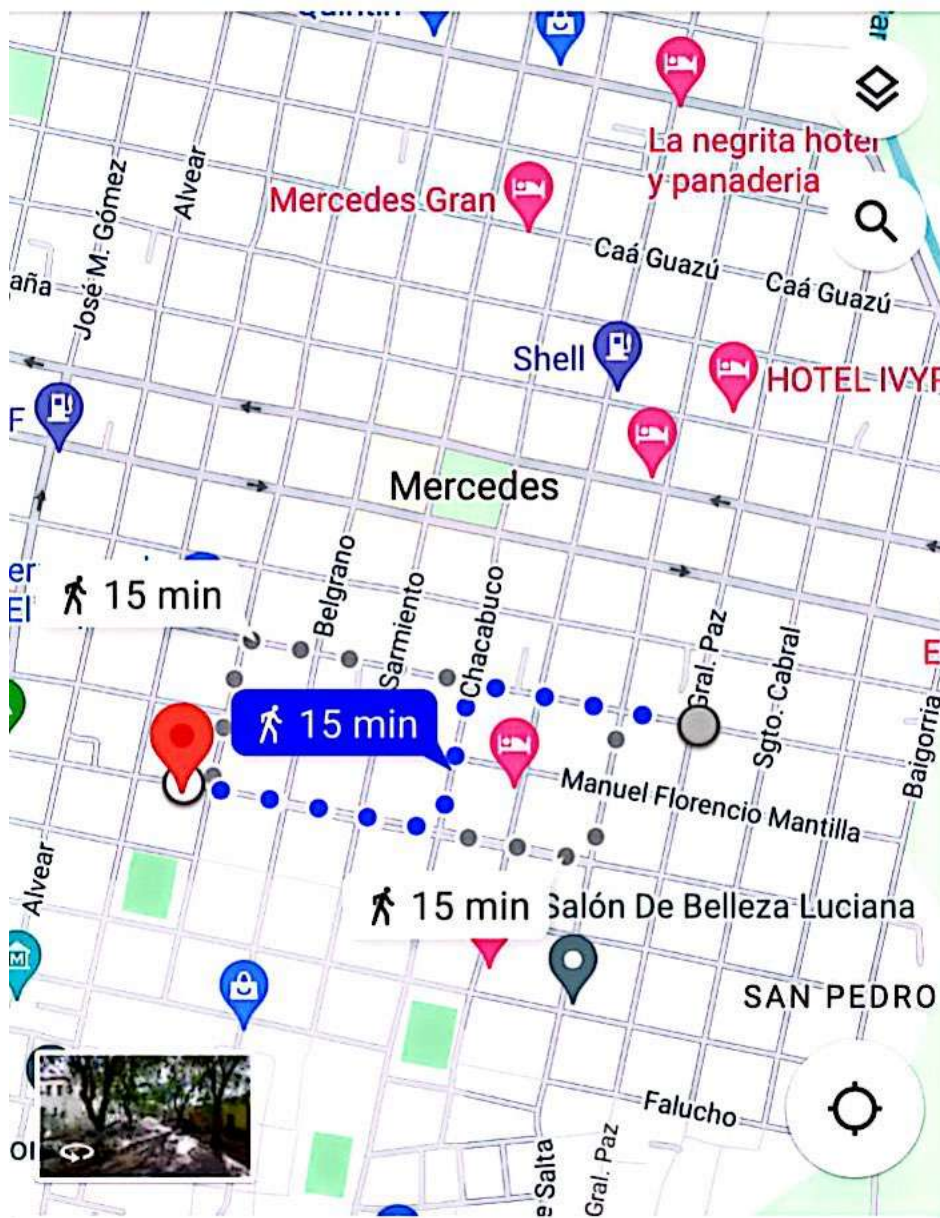 Alvear
José M. Gómez
La negrita hotel
y panaderia
Mercedes Gran
Caá Guazú
Caá Guazú
Shell
HOTEL IVYP
F
Mercedes
Belgrano
Sarmiento
Chacabuco
El
15 min
Gral. Paz
Sgto. Cabral
E
15 min
Baigorria
Manuel Florencio Mantilla
Alvear
15 min
Salón De Belleza Luciana
M
SAN PEDRO
Falucho
e Salta
Gral. Paz